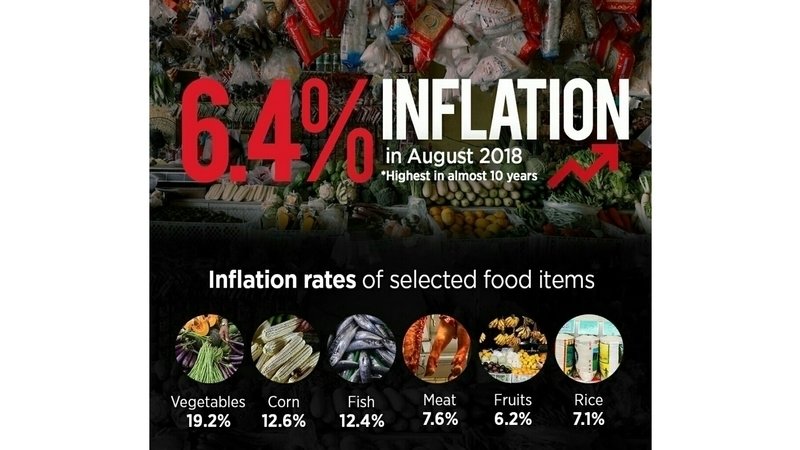 6.4% INFLATION
in August 2018
*Highest in almost 10 years
Inflation rates of selected food items
Vegetables Corn Fish Meat Fruits Rice
19.2% 12.6% 12.4% 7.6% 6.2% 7.1%